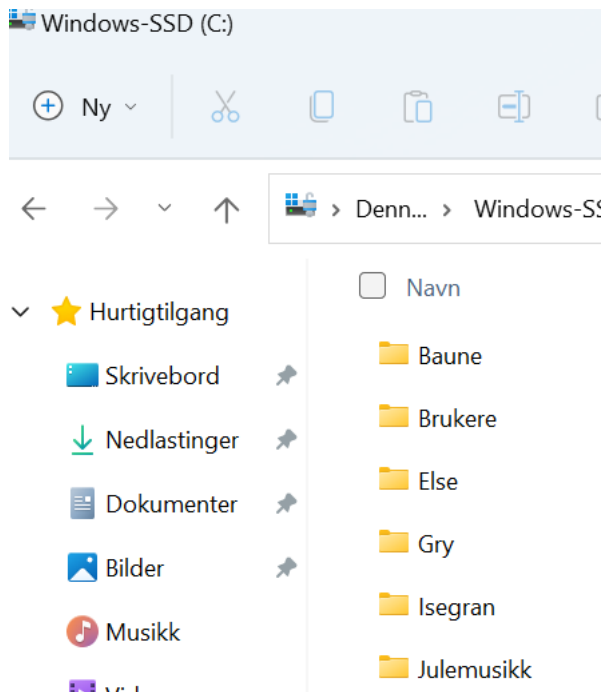 Windows-SSD (C:)
Ny
Denn... Windows-SS
Navn
Hurtigtilgang
Skrivebord
Nedlastinger
Dokumenter
Bilder
Musikk
Baune
Brukere
Else
Gry
Isegran
Julemusikk